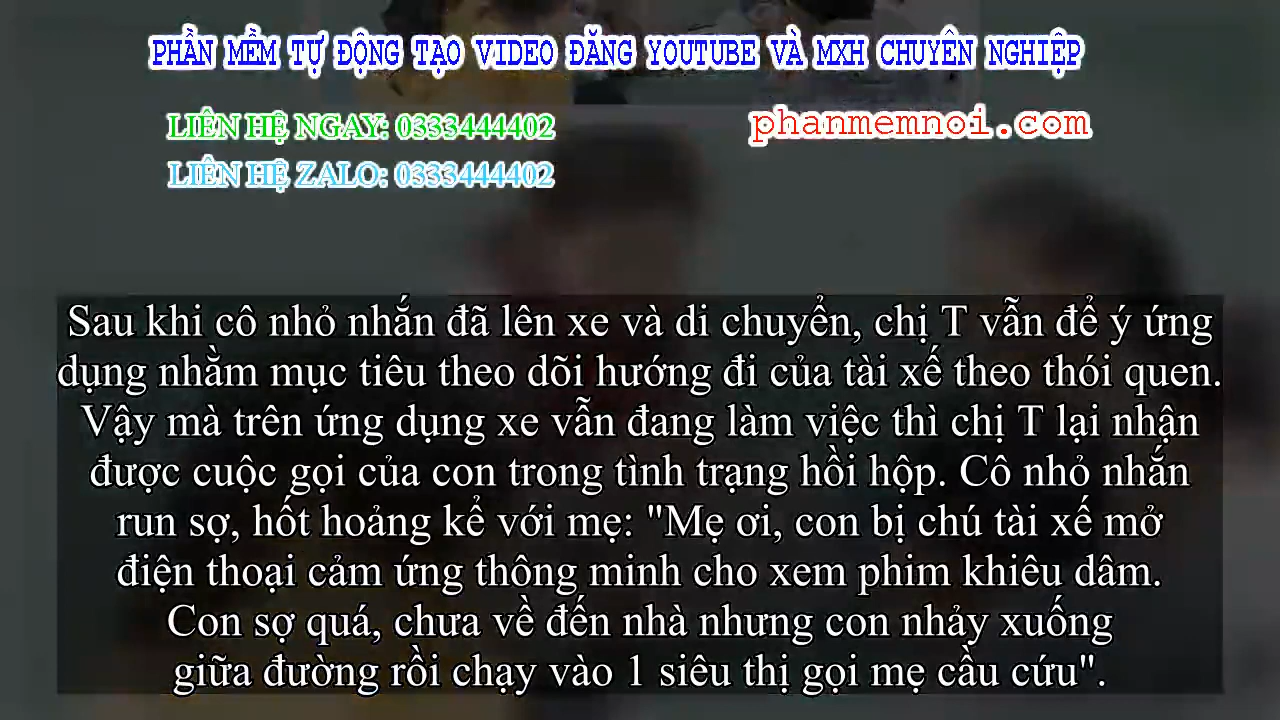 PHẦN MỀM TỰ ĐỘNG TẠO VIDEO ĐĂNG YOUTUBE VÀ MXH CHUYÊN NGHIỆP
LIÊN HỆ NGAY: 0333444402
phanmemnoi.com
LIÊN HỆ ZALO: 0333444402
Sau khi cô nhỏ nhắn đã lên xe và di chuyển, chị T vẫn để ý ứng
dụng nhằm mục tiêu theo dõi hướng đi của tài xế theo thói quen.
Vậy mà trên ứng dụng xe vẫn đang làm việc thì chị T lại nhận
được cuộc gọi của con trong tình trạng hồi hộp. Cô nhỏ nhắn
run sợ, hốt hoảng kể với mẹ: "Mẹ ơi, con bị chú tài xế mở
điện thoại cảm ứng thông minh cho xem phim khiêu dâm.
Con sợ quá, chưa về đến nhà nhưng con nhảy xuống
giữa đường rồi chạy vào 1 siêu thị gọi mẹ cầu cứu".